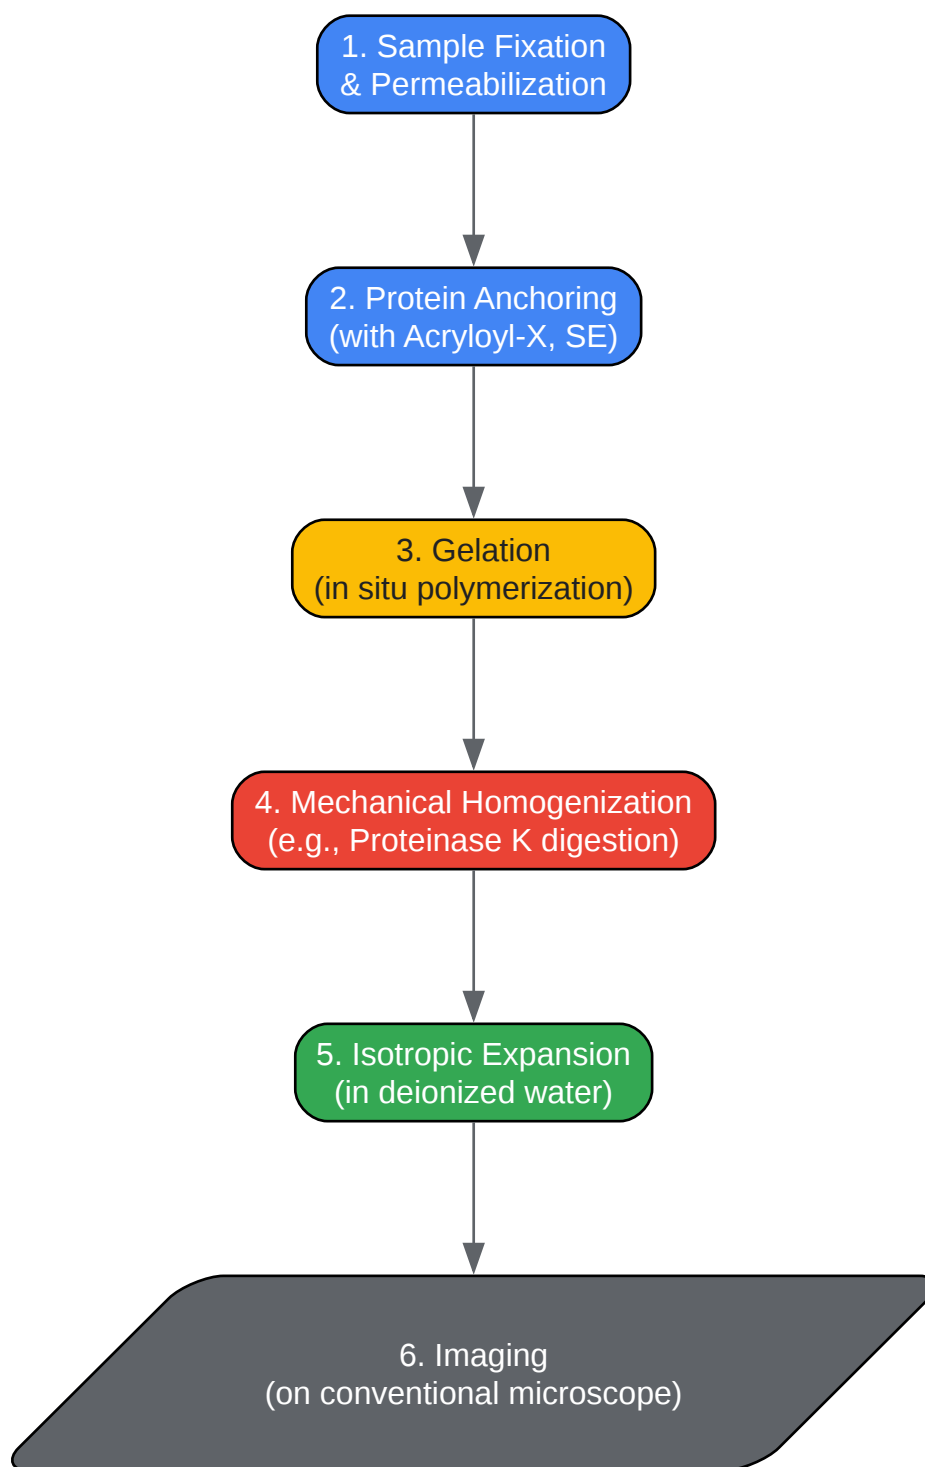 1. Sample Fixation
& Permeabilization
2. Protein Anchoring
(with Acryloyl-X, SE)
3. Gelation
(in situ polymerization)
4. Mechanical Homogenization
(e.g., Proteinase K digestion)
5. Isotropic Expansion
(in deionized water)
6. Imaging
(on conventional microscope)